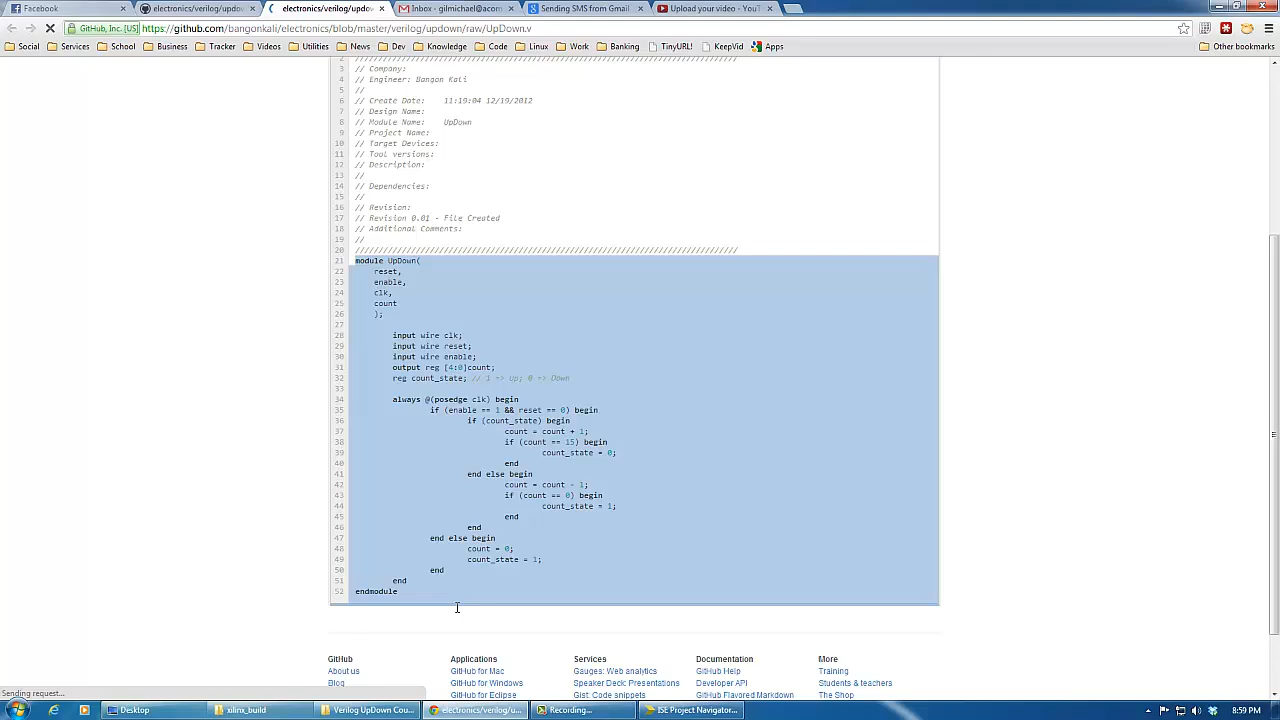 Facebook
electronics/verilog/updow
electronics/verilog/updow
Inbox - gilmichael@acom
Sending SMS from Gmail
Upload your video - YouT
GitHub, Inc. [US] https://github.com/bangonkali/electronics/blob/master/verilog/updown/raw/UpDown.v
Social Services School Business Tracker Videos Utilities News Dev Knowledge Code Linux Work Banking TinyURL! KeepVid Apps Other bookmarks
2 /////////////////////////////////////////////////////////////////////////////////
3 // Company:
4 // Engineer: Bangon Kali
5 //
6 // Create Date: 11:19:04 12/19/2012
7 // Design Name:
8 // Module Name: UpDown
9 // Project Name:
10 // Target Devices:
11 // Tool versions:
12 // Description:
13 //
14 // Dependencies:
15 //
16 // Revision:
17 // Revision 0.01 - File Created
18 // Additional Comments:
19 //
20 /////////////////////////////////////////////////////////////////////////////////
21 module UpDown(
22 reset,
23 enable,
24 clk,
25 count
26 );
27
28 input wire clk;
29 input wire reset;
30 input wire enable;
31 output reg [4:0]count;
32 reg count_state; // 1 => Up; 0 => Down
33
34 always @(posedge clk) begin
35 if (enable == 1 && reset == 0) begin
36 if (count_state) begin
37 count = count + 1;
38 if (count == 15) begin
39 count_state = 0;
40 end
41 end else begin
42 count = count - 1;
43 if (count == 0) begin
44 count_state = 1;
45 end
46 end
47 end else begin
48 count = 0;
49 count_state = 1;
50 end
51 end
52 endmodule
GitHub Applications Services Documentation More
About us GitHub for Mac Gauges: Web analytics GitHub Help Training
Blog GitHub for Windows Speaker Deck: Presentations Developer API Students & teachers
GitHub for Eclipse Gist: Code snippets GitHub Flavored Markdown The Shop
Sending request...
Desktop xilinx_build Verilog UpDown Cou... electronics/verilog/u... Recording... ISE Project Navigator... 8:59 PM